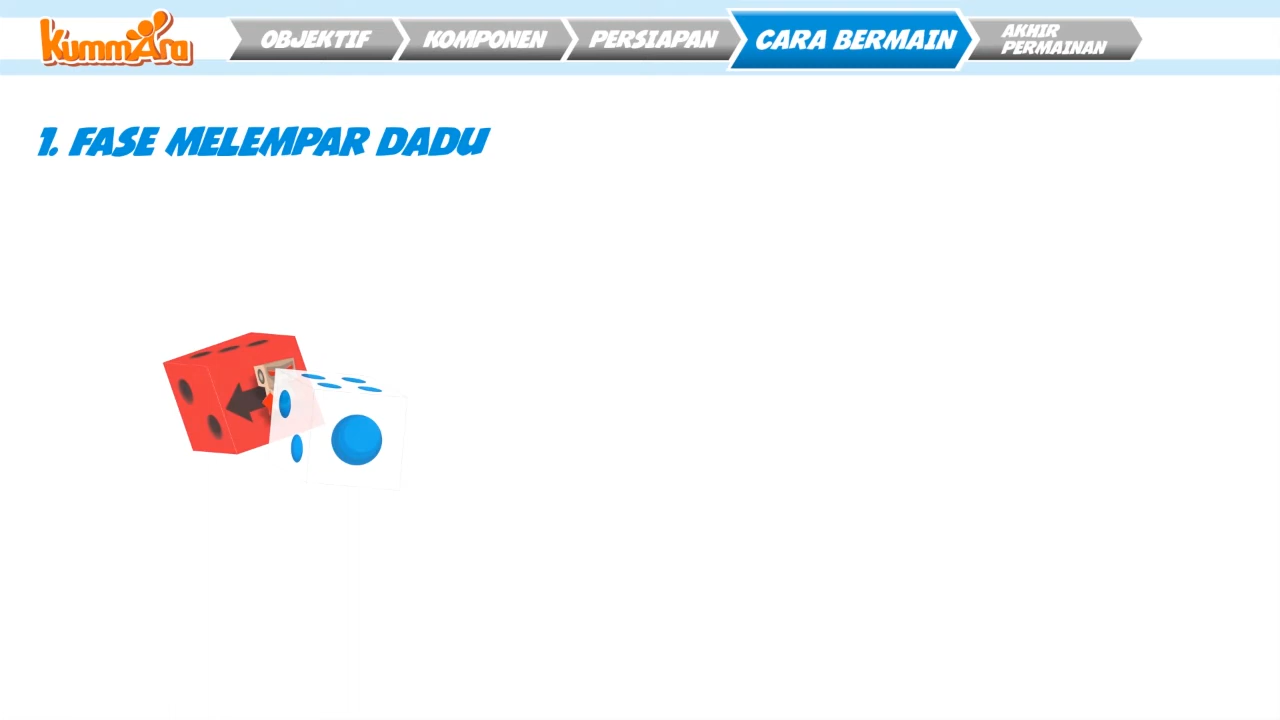 Kummara
OBJEKTIF
KOMPONEN
PERSIAPAN
CARA BERMAIN
AKHIR
PERMAINAN
1. FASE MELEMPAR DADU